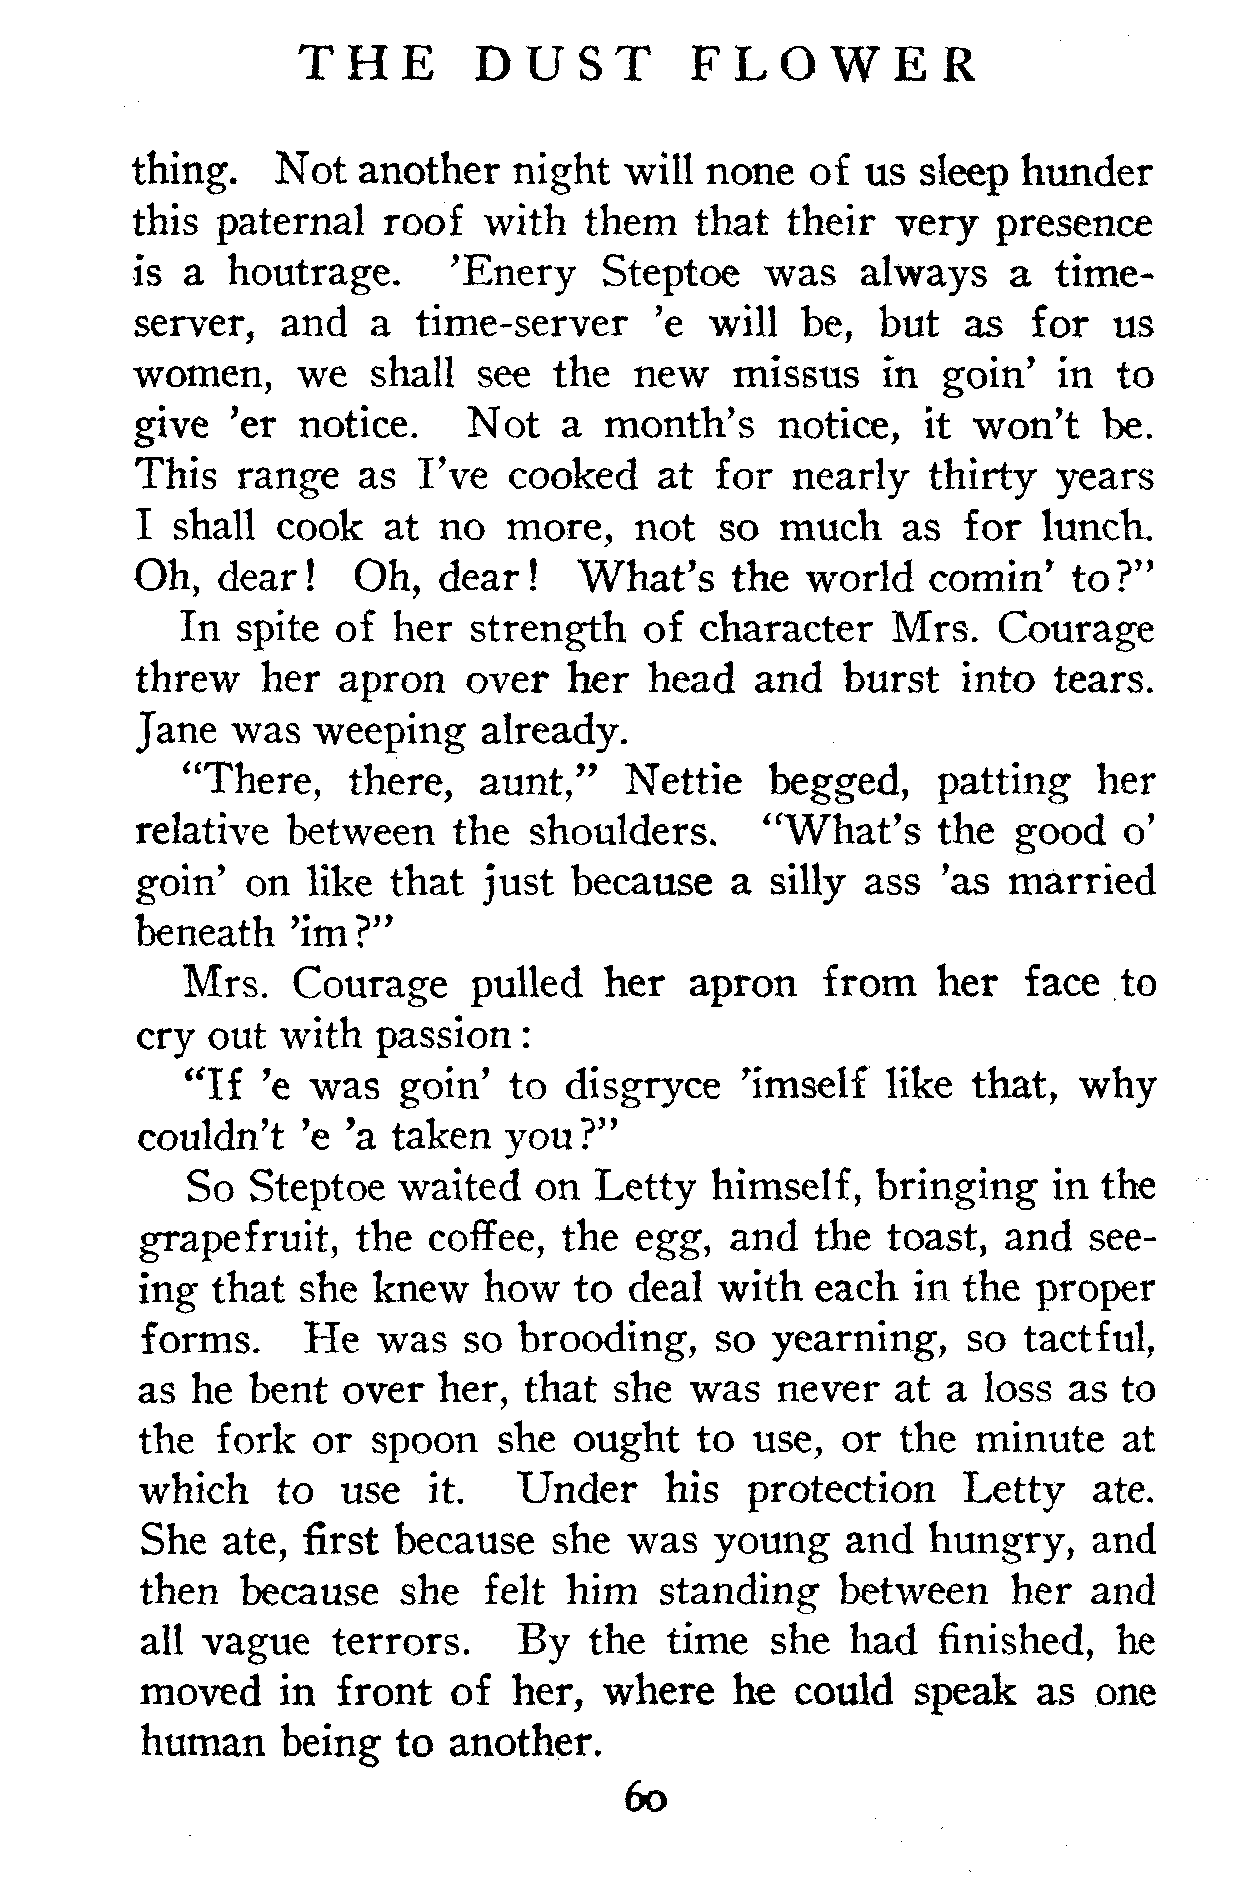 THE DUST FLOWER
thing. Not another night will none of us sleep hunder
this paternal roof with them that their very presence
is a houtrage. ’Enery Steptoe was always a time-
server, and a time-server ’e will be, but as for us
women, we shall see the new missus in goin’ in to
give ’er notice. Not a month’s notice, it won’t be.
This range as I’ve cooked at for nearly thirty years
I shall cook at no more, not so much as for lunch.
Oh, dear! Oh, dear! What’s the world comin’ to?”
In spite of her strength of character Mrs. Courage
threw her apron over her head and burst into tears.
Jane was weeping already.
“There, there, aunt,” Nettie begged, patting her
relative between the shoulders. “What’s the good o’
goin’ on like that just because a silly ass ’as married
beneath ’im?”
Mrs. Courage pulled her apron from her face to
cry out with passion:
“If ’e was goin’ to disgryce ’imself like that, why
couldn’t ’e ’a taken you?”
So Steptoe waited on Letty himself, bringing in the
grapefruit, the coffee, the egg, and the toast, and see-
ing that she knew how to deal with each in the proper
forms. He was so brooding, so yearning, so tactful,
as he bent over her, that she was never at a loss as to
the fork or spoon she ought to use, or the minute at
which to use it. Under his protection Letty ate.
She ate, first because she was young and hungry, and
then because she felt him standing between her and
all vague terrors. By the time she had finished, he
moved in front of her, where he could speak as one
human being to another.
60